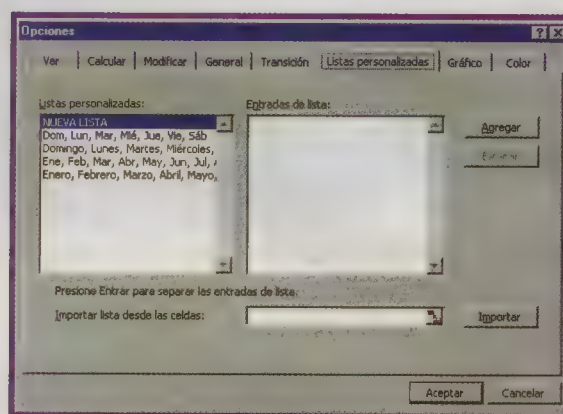 Opciones
Ver
Calcular
Modificar
General
Transición
Listas personalizadas
Gráfico
Color
Listas personalizadas:
NUEVA LISTA
Dom, Lun, Mar, Mié, Jue, Vie, Sáb
Domingo, Lunes, Martes, Miércoles,
Ene, Feb, Mar, Abr, May, Jun, Jul,
Enero, Febrero, Marzo, Abril, Mayo,
Entradas de lista:
Agregar
Eliminar
Presione Entrar para separar las entradas de lista.
Importar lista desde las celdas:
Importar
Aceptar
Cancelar